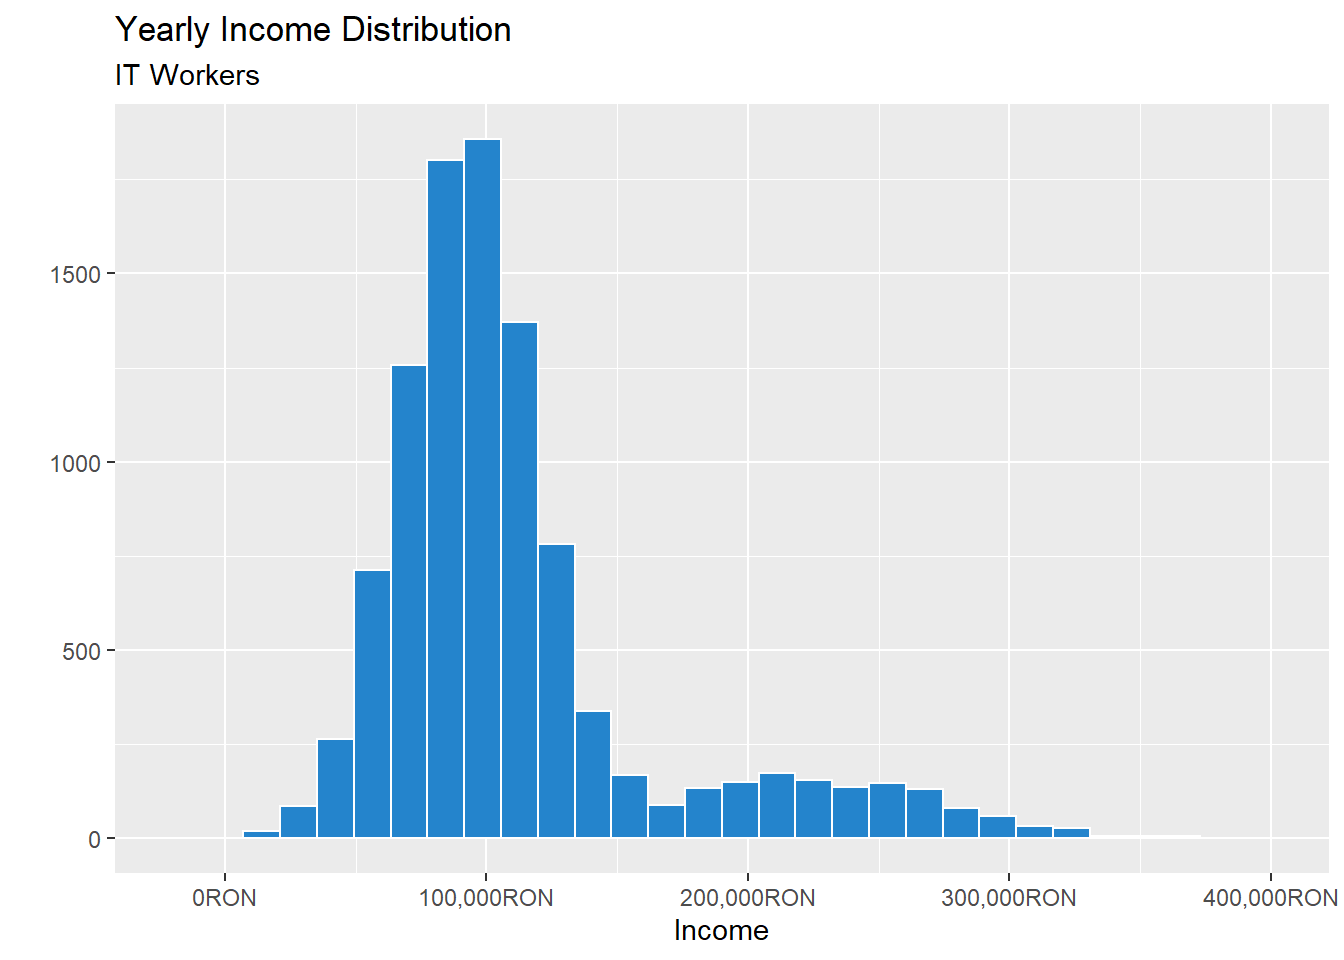 Yearly Income Distribution
IT Workers
1500
1000
500
0
0RON 100,000RON 200,000RON 300,000RON 400,000RON
Income